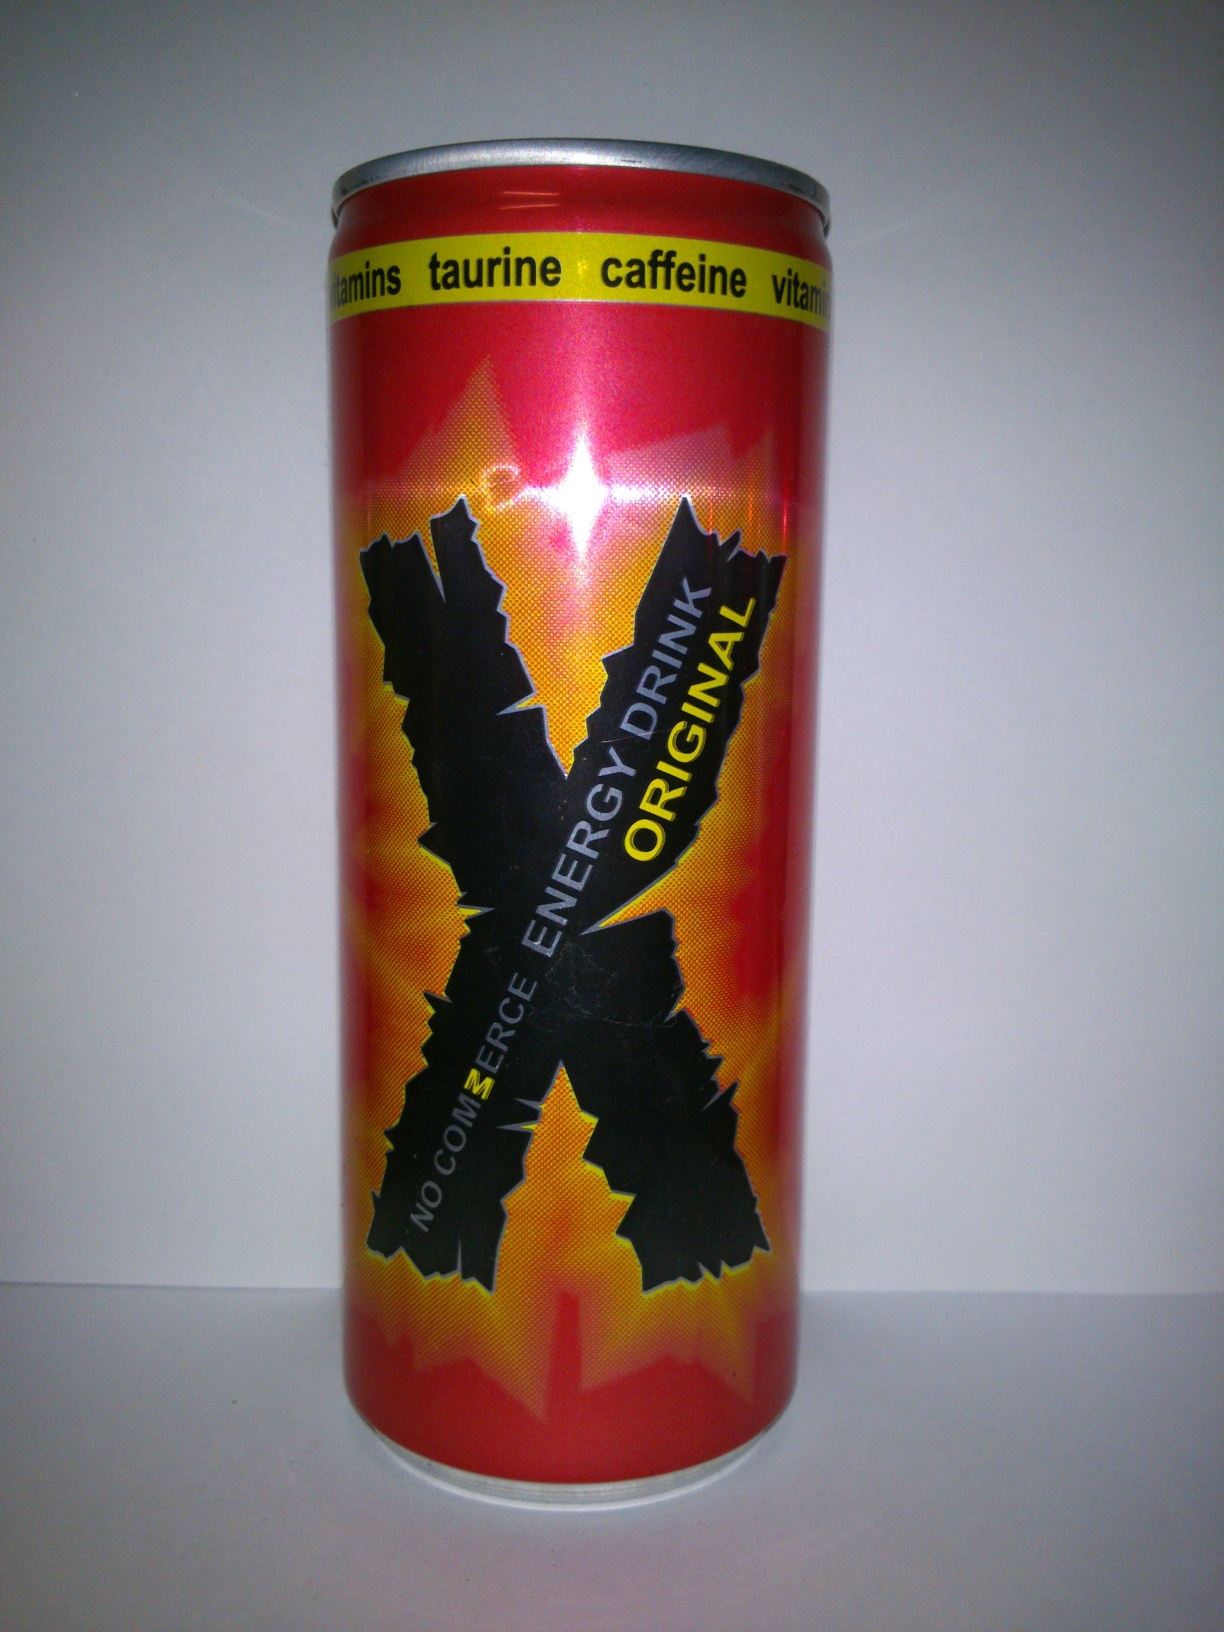 taurine caffeine
X
NO COMMERCE ENERGY DRINK
ORIGINAL